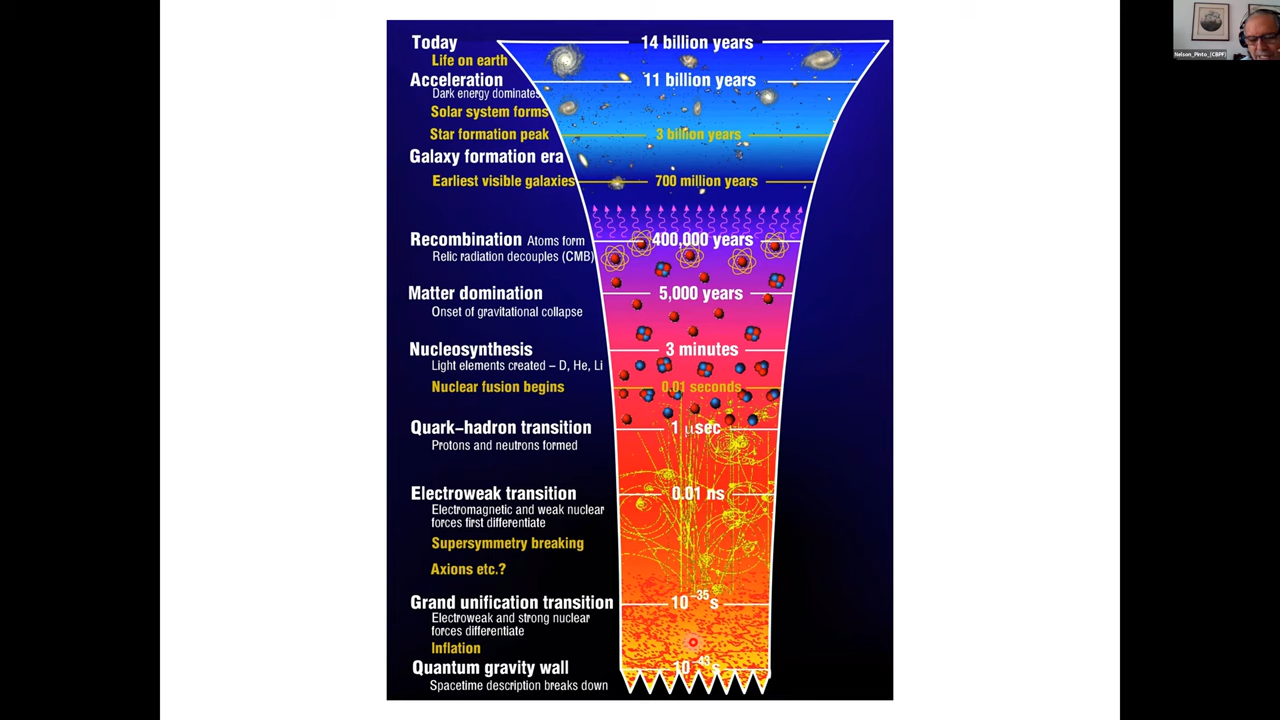 Today
14 billion years
Life on earth
Acceleration
11 billion years
Dark energy dominates
Solar system forms
Star formation peak
3 billion years
Galaxy formation era
Earliest visible galaxies
700 million years
Recombination Atoms form
400,000 years
Relic radiation decouples (CMB)
Matter domination
5,000 years
Onset of gravitational collapse
Nucleosynthesis
3 minutes
Light elements created – D, He, Li
Nuclear fusion begins
0.01 seconds
Quark–hadron transition
1 μsec
Protons and neutrons formed
Electroweak transition
0.01 ns
Electromagnetic and weak nuclear
forces first differentiate
Supersymmetry breaking
Axions etc.?
Grand unification transition
10⁻³⁵s
Electroweak and strong nuclear
forces differentiate
Inflation
Quantum gravity wall
10⁻⁴³s
Spacetime description breaks down
Nelson_Pinto_(CBPF)